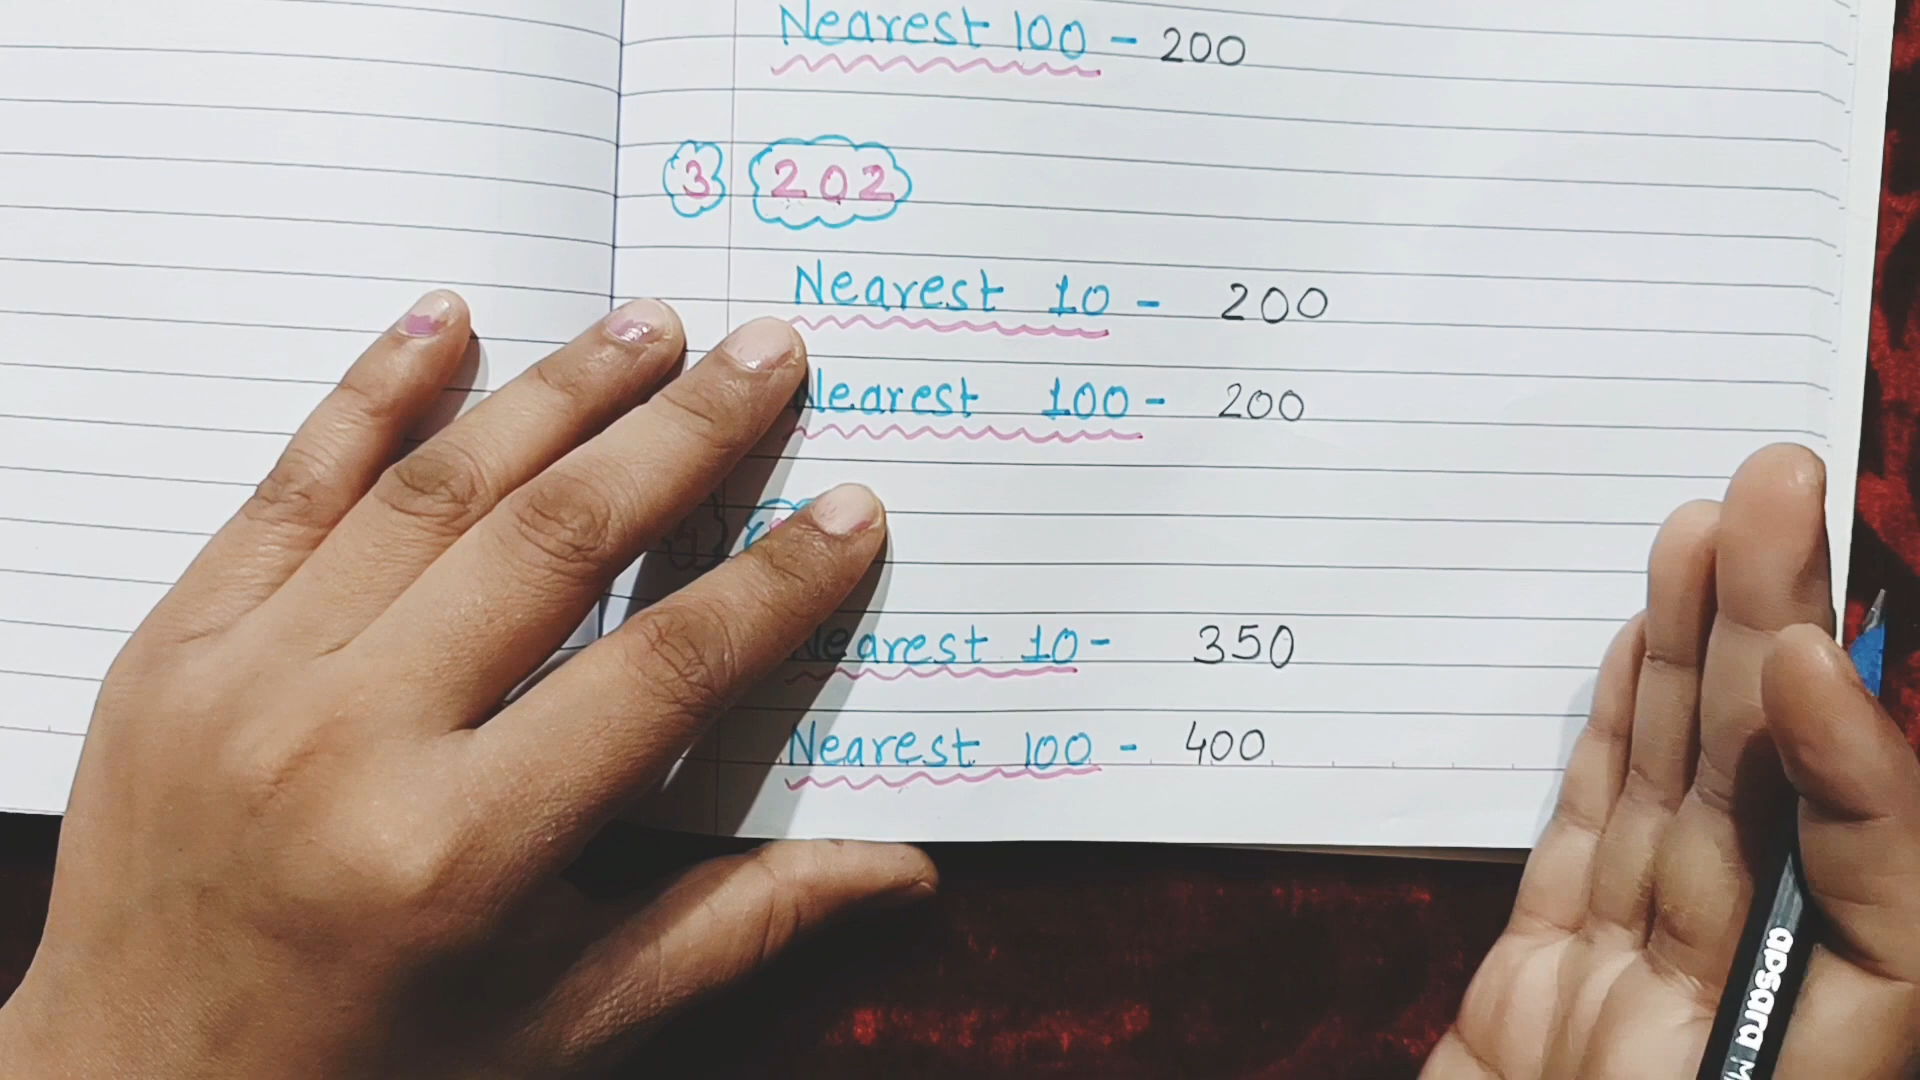 Nearest 100 - 200
3 202
Nearest 10 - 200
Nearest 100 - 200
Nearest 10 - 350
Nearest 100 - 400
apsara